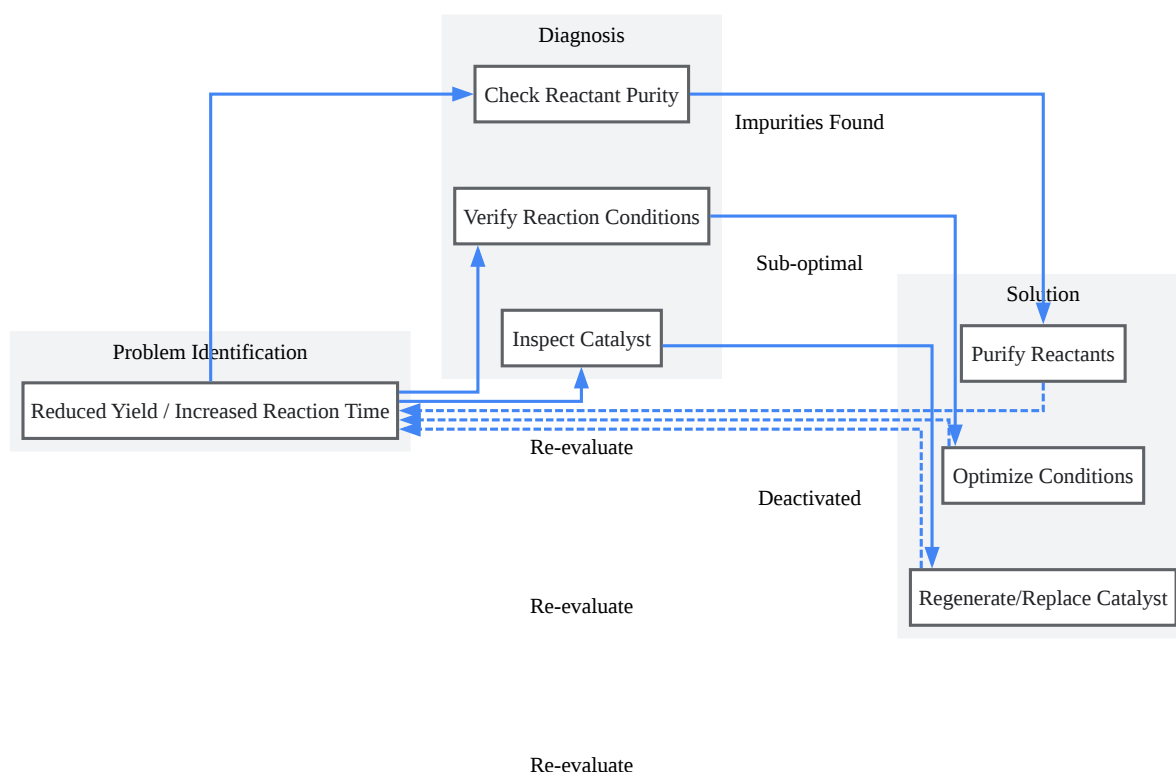 Diagnosis
Check Reactant Purity
Impurities Found
Verify Reaction Conditions
Sub-optimal
Solution
Inspect Catalyst
Purify Reactants
Problem Identification
Reduced Yield / Increased Reaction Time
Re-evaluate
Optimize Conditions
Deactivated
Regenerate/Replace Catalyst
Re-evaluate
Re-evaluate